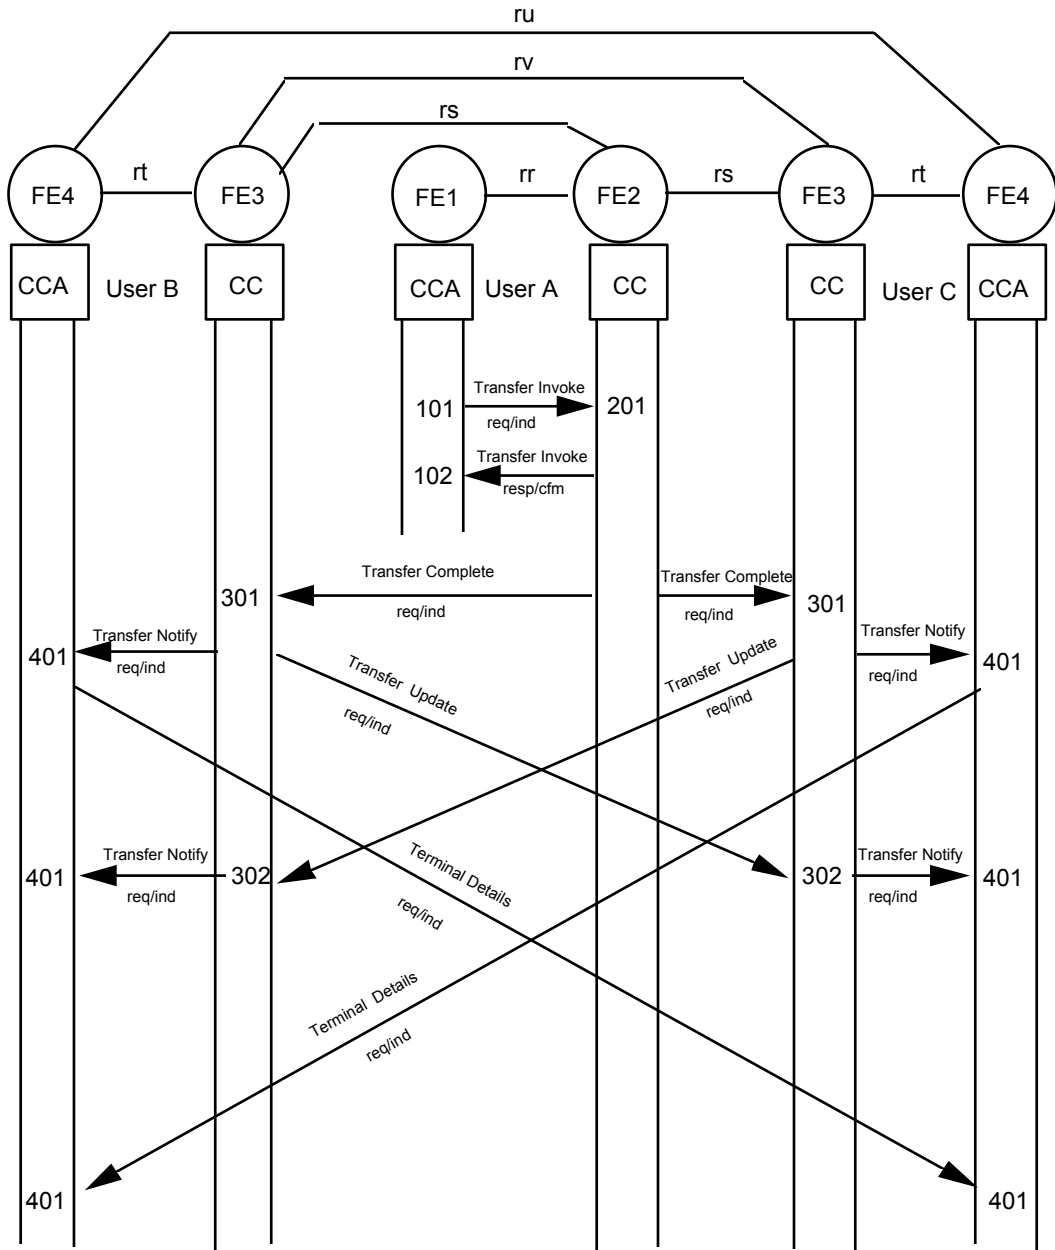 ru
rv
rs
rt
rr
rs
rt
FE4
FE3
FE1
FE2
FE3
FE4
CCA
User B
CC
CCA
User A
CC
CC
User C
CCA
Transfer Invoke
101
201
req/ind
Transfer Invoke
102
resp/cfm
Transfer Complete
Transfer Complete
301
301
req/ind
req/ind
Transfer Notify
Transfer Notify
401
401
req/ind
req/ind
Transfer Update
req/ind
Transfer Update
req/ind
Transfer Notify
Transfer Notify
401
302
302
401
req/ind
req/ind
Terminal Details
req/ind
Terminal Details
req/ind
401
401